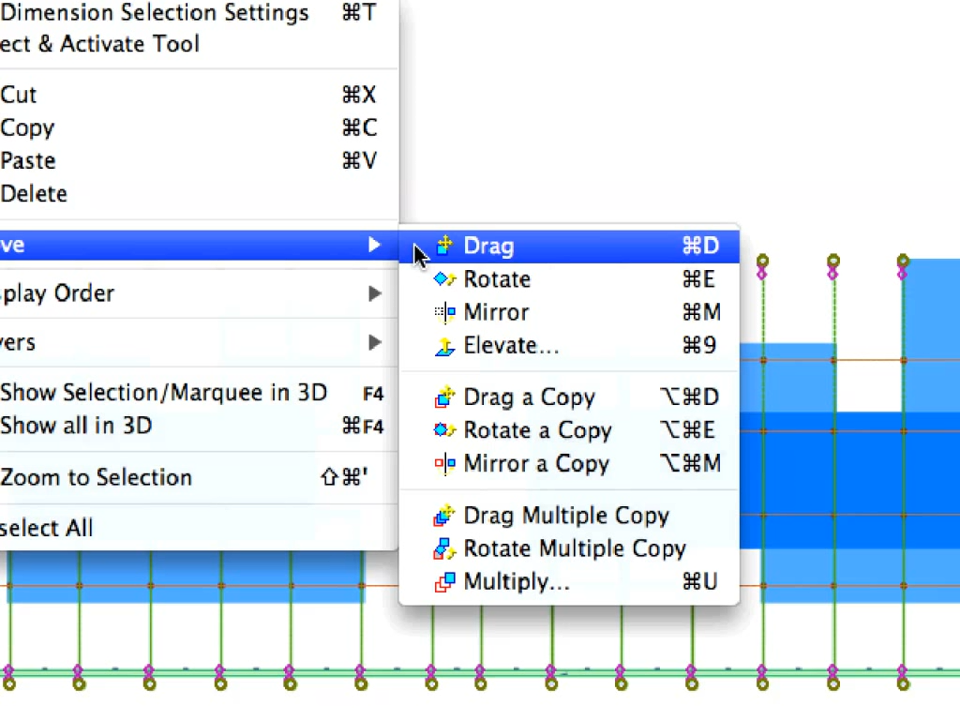 Dimension Selection Settings ⌘T
ect & Activate Tool
Cut ⌘X
Copy ⌘C
Paste ⌘V
Delete
ve
play Order
ers
Show Selection/Marquee in 3D F4
Show all in 3D ⌘F4
Zoom to Selection ⇧⌘'
select All
Drag ⌘D
Rotate ⌘E
Mirror ⌘M
Elevate... ⌘9
Drag a Copy ⌥⌘D
Rotate a Copy ⌥⌘E
Mirror a Copy ⌥⌘M
Drag Multiple Copy
Rotate Multiple Copy
Multiply... ⌘U